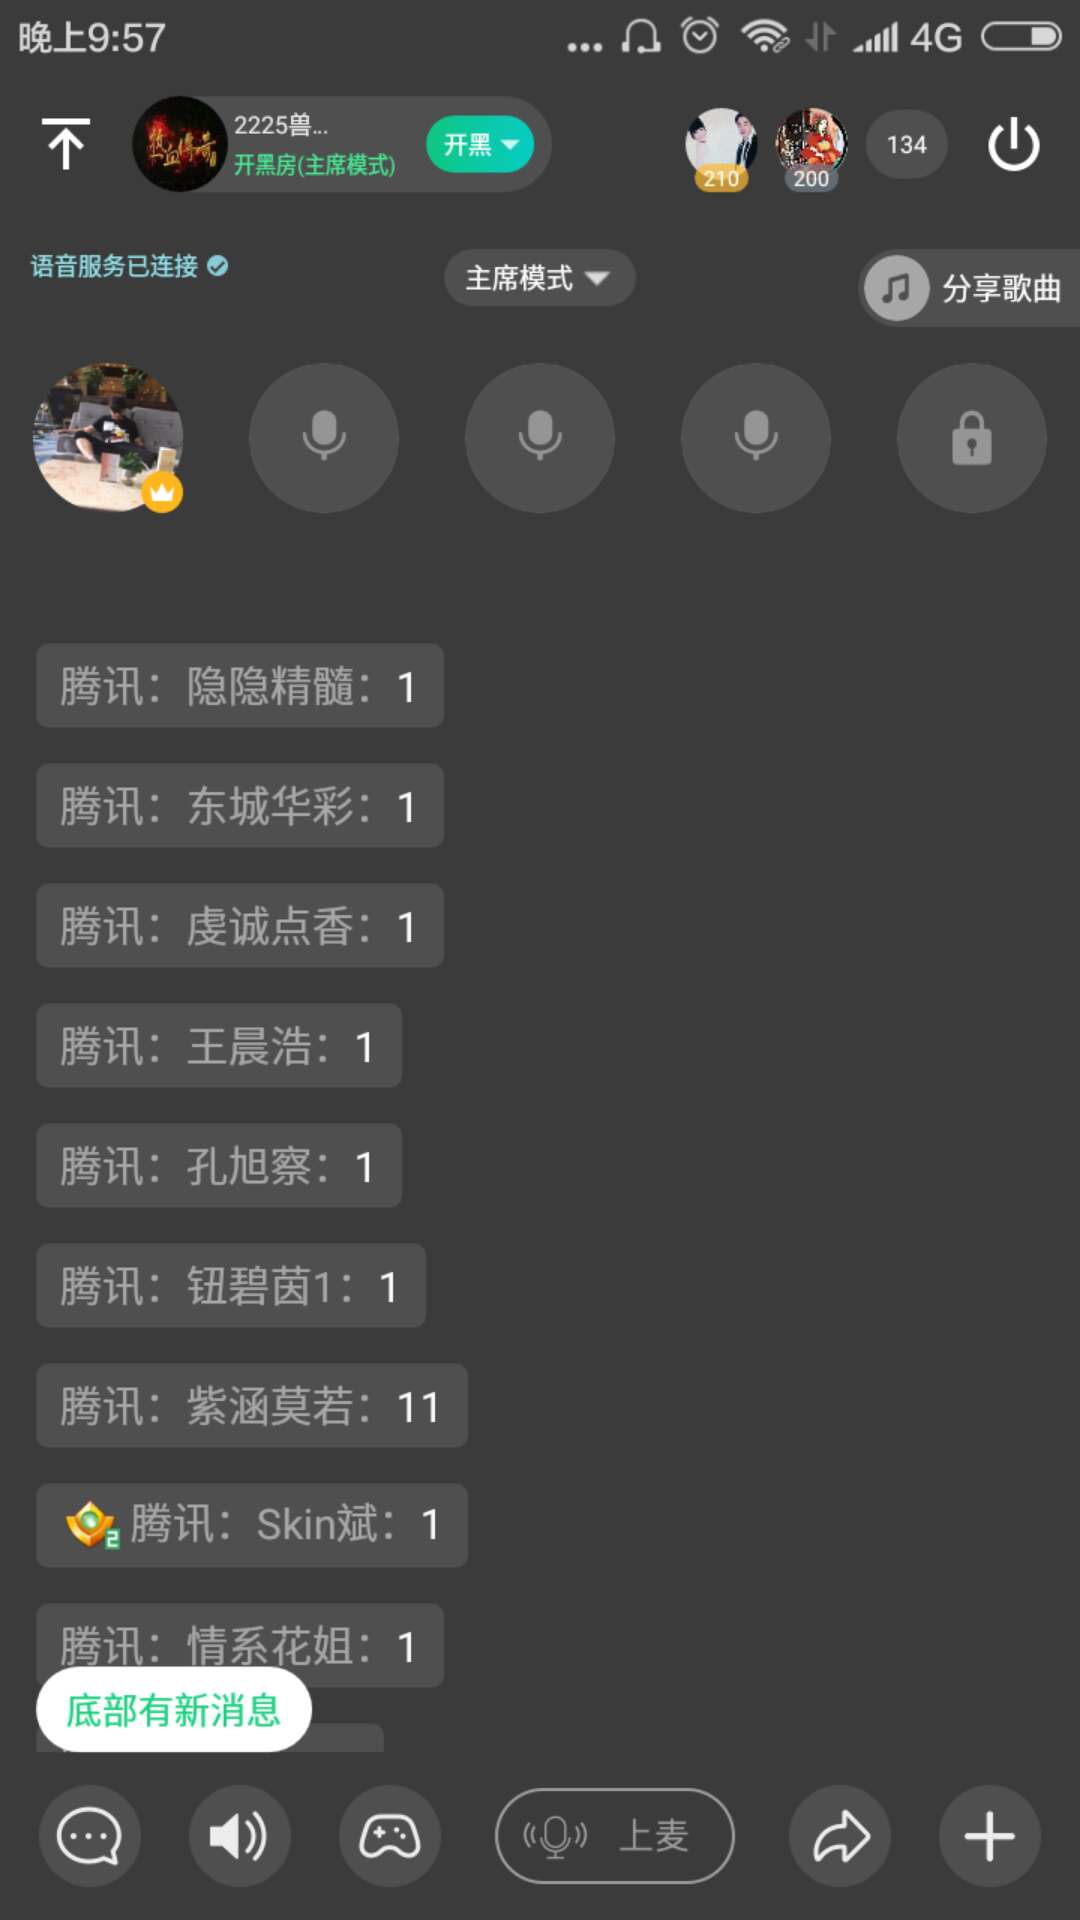 晚上9:57
4G
热血传奇
2225兽...
开黑房(主席模式)
开黑
210
200
134
语音服务已连接
主席模式
分享歌曲
腾讯：隐隐精髓：1
腾讯：东城华彩：1
腾讯：虔诚点香：1
腾讯：王晨浩：1
腾讯：孔旭察：1
腾讯：钮碧茵1：1
腾讯：紫涵莫若：11
2 腾讯：Skin斌：1
腾讯：情系花姐：1
底部有新消息
上麦